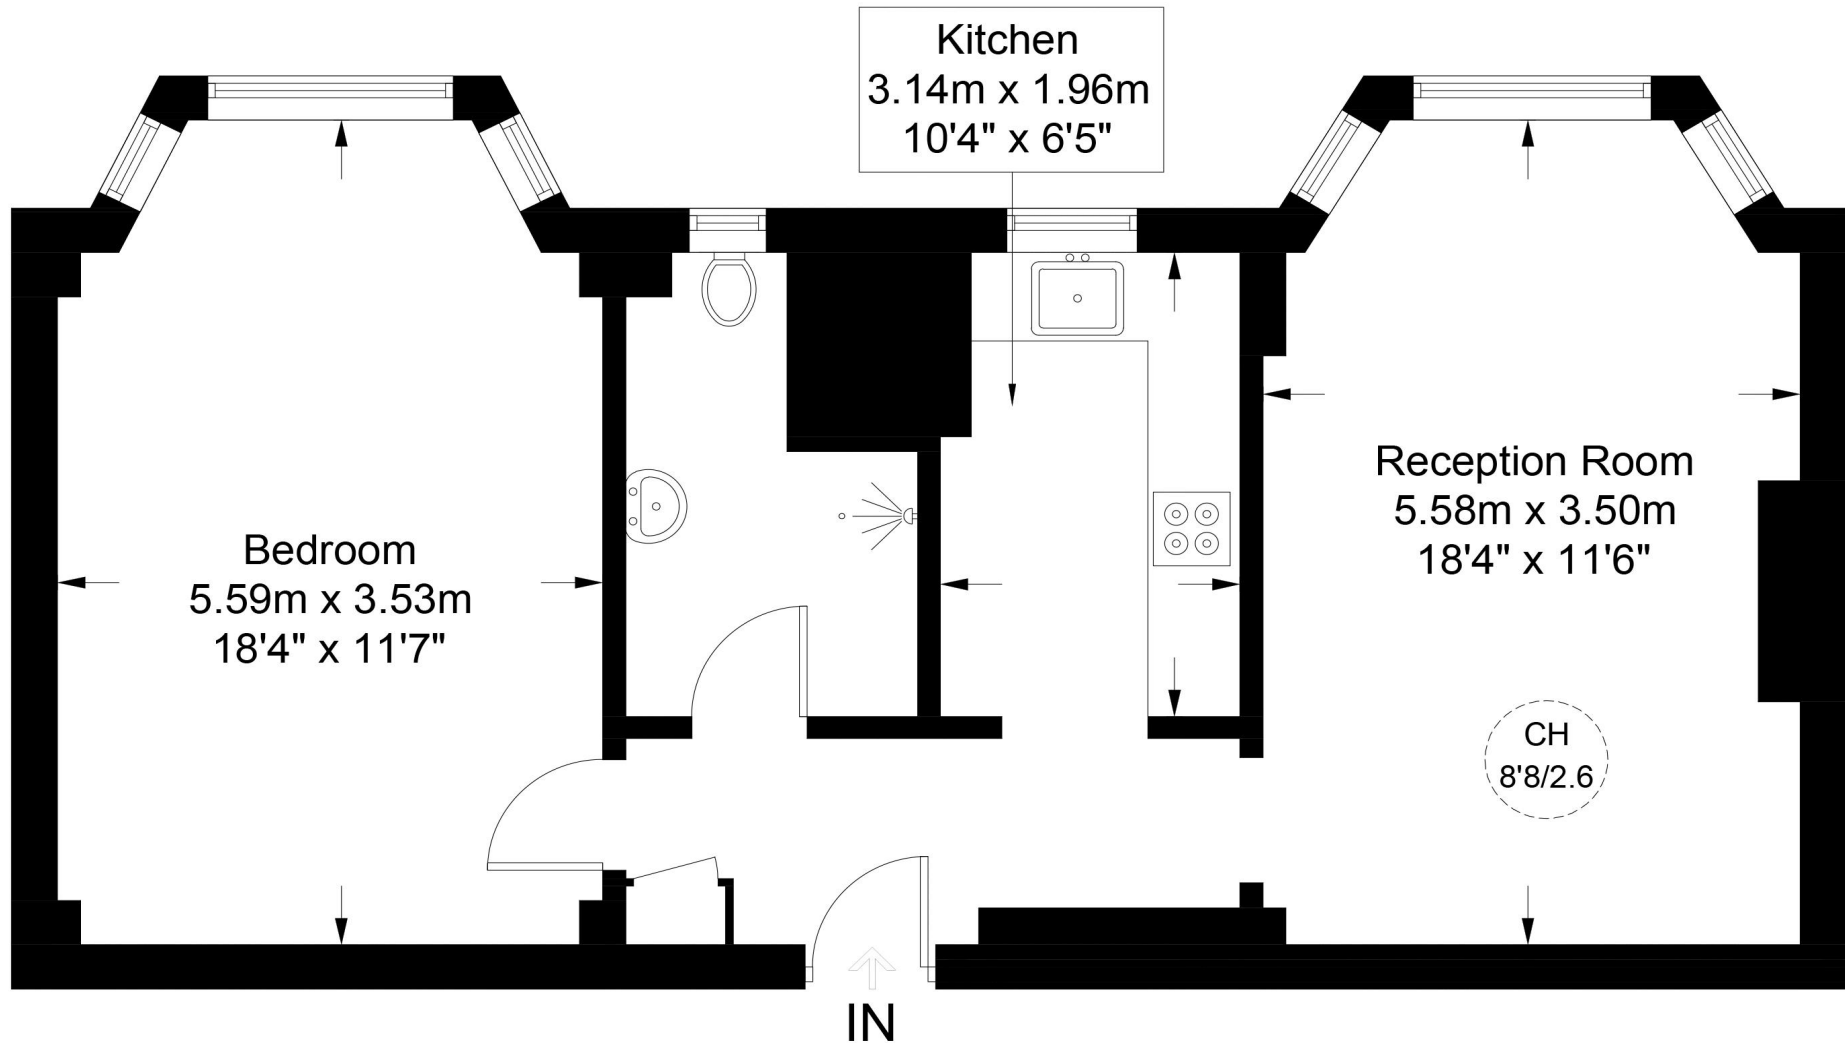 Kitchen
3.14m x 1.96m
10'4" x 6'5"
Bedroom
5.59m x 3.53m
18'4" x 11'7"
Reception Room
5.58m x 3.50m
18'4" x 11'6"
CH
8'8/2.6
IN